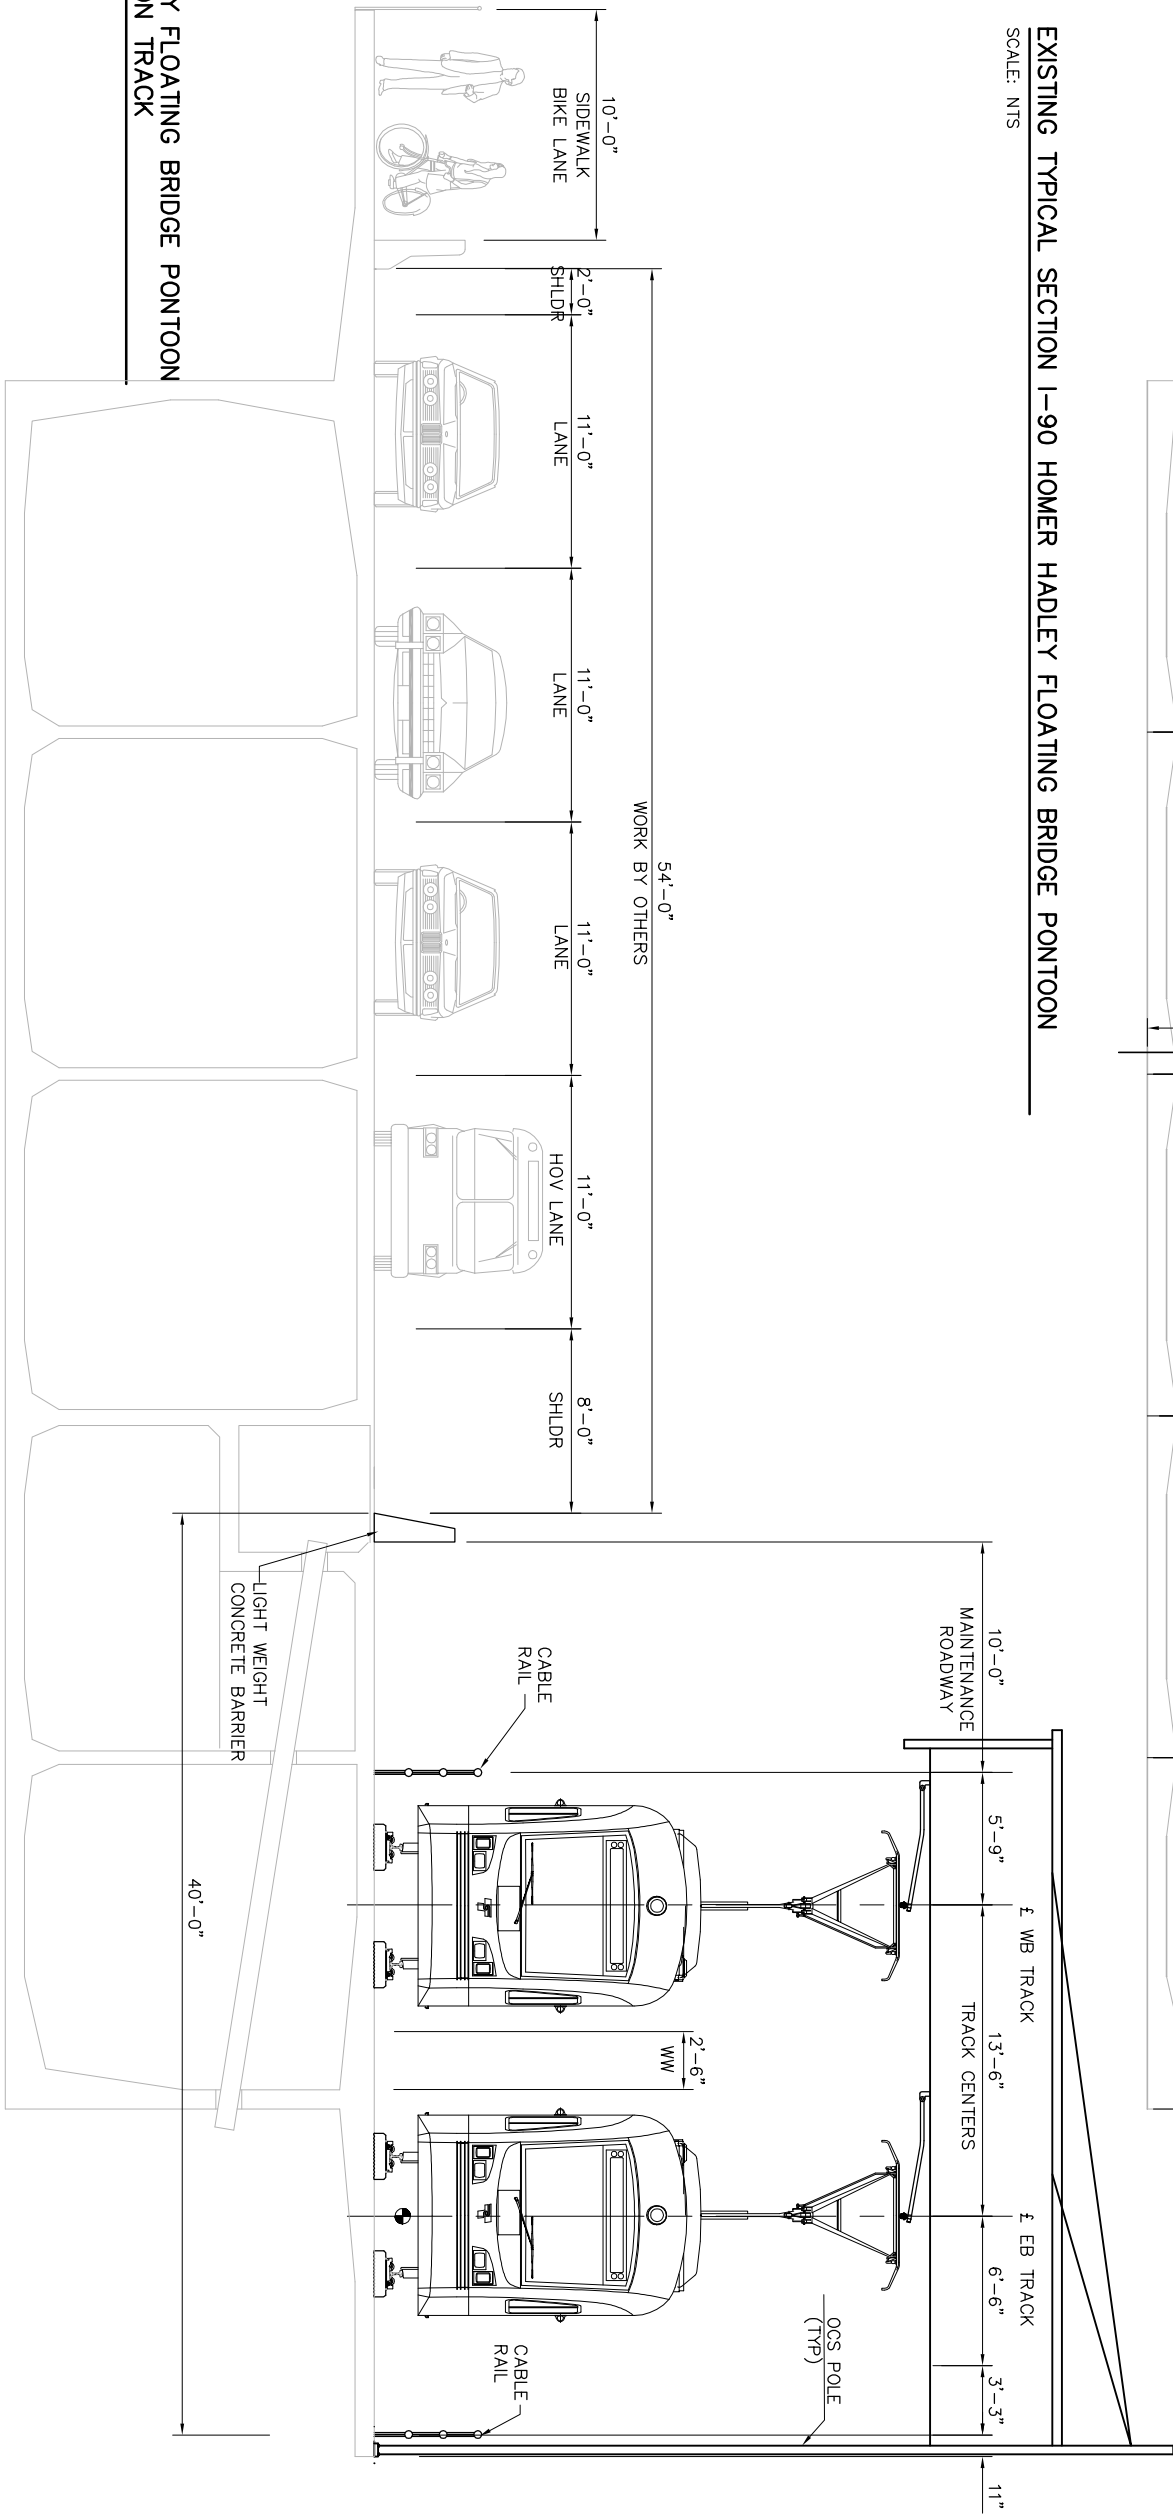 EXISTING TYPICAL SECTION I-90 HOMER HADLEY FLOATING BRIDGE PONTOON
SCALE: NTS
10'-0"
SIDEWALK
BIKE LANE
2'-0"
SHLDR
11'-0"
LANE
11'-0"
LANE
11'-0"
LANE
11'-0"
HOV LANE
8'-0"
SHLDR
54'-0"
WORK BY OTHERS
10'-0"
MAINTENANCE
ROADWAY
5'-9"
£ WB TRACK
13'-6"
TRACK CENTERS
£ EB TRACK
6'-6"
3'-3"
11"
OCS POLE
(TYP)
CABLE
RAIL
2'-6"
WW
CABLE
RAIL
LIGHT WEIGHT
CONCRETE BARRIER
40'-0"
Y FLOATING BRIDGE PONTOON
ON TRACK